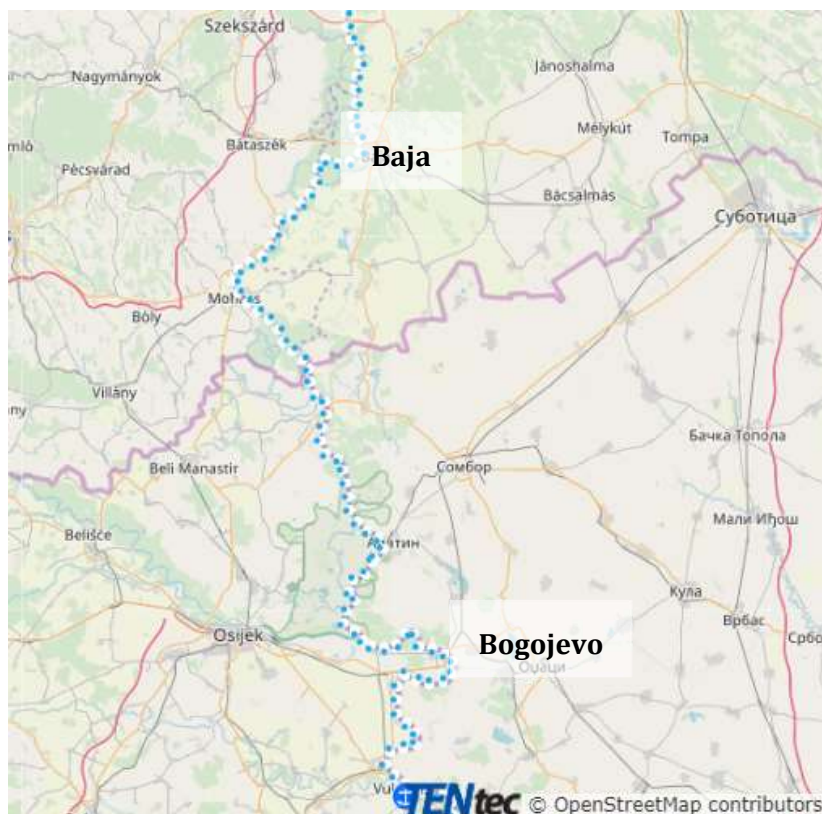 Szekszárd
Nagymányok
Jánoshalma
Mélykút
Tompa
Bátaszék
Baja
Pécsvárad
Bácsalmás
Суботица
Bóly
Villány
Бачка Топола
Сомбор
Beli Manastir
Мали Иђош
Belišće
Кула
Врбас
Osijek
Bogojevo
Оџаци
TENtec © OpenStreetMap contributors